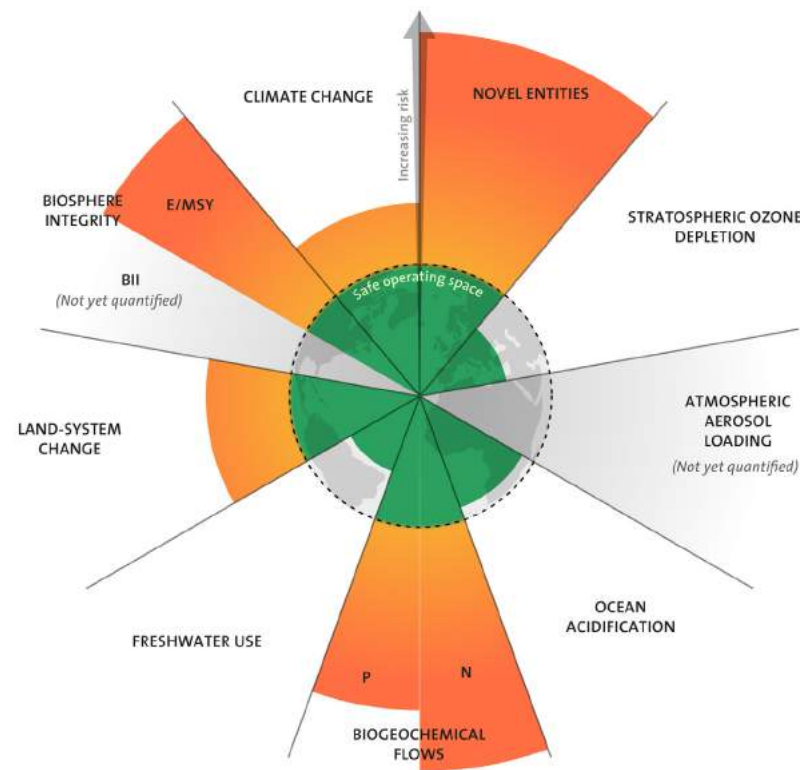 CLIMATE CHANGE
Increasing risk
NOVEL ENTITIES
STRATOSPHERIC OZONE
DEPLETION
ATMOSPHERIC
AEROSOL
LOADING
(Not yet quantified)
OCEAN
ACIDIFICATION
N
P
BIOGEOCHEMICAL
FLOWS
FRESHWATER USE
LAND-SYSTEM
CHANGE
BIOSPHERE
INTEGRITY
E/MSY
BII
(Not yet quantified)
Safe operating space